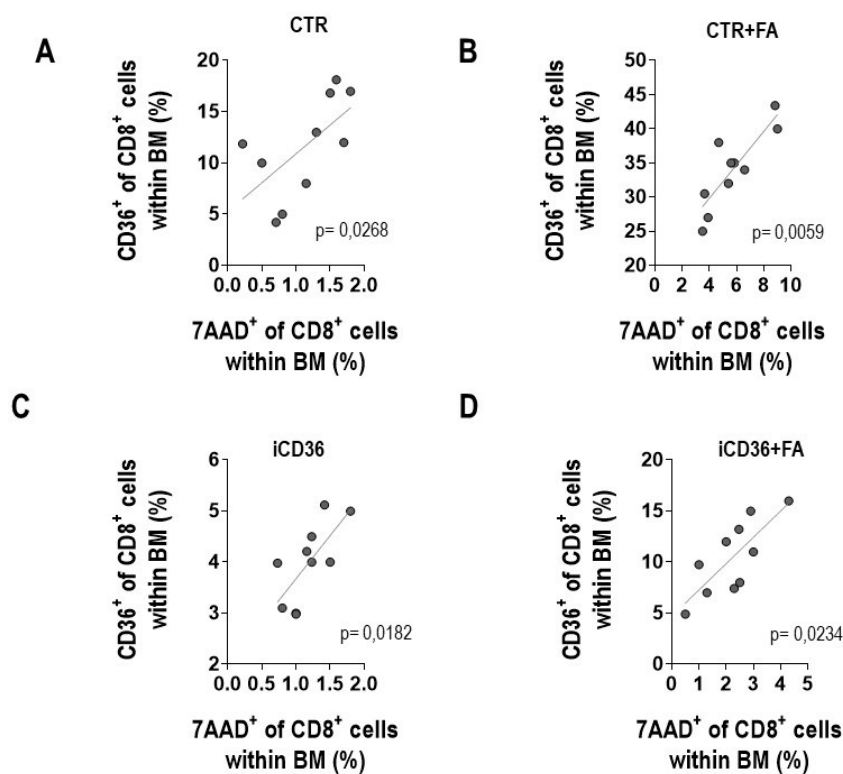 A
CTR
CD36⁺ of CD8⁺ cells
within BM (%)
20
15
10
5
0
0.0 0.5 1.0 1.5 2.0
p= 0,0268
7AAD⁺ of CD8⁺ cells
within BM (%)
B
CTR+FA
CD36⁺ of CD8⁺ cells
within BM (%)
50
45
40
35
30
25
20
0 2 4 6 8 10
p= 0,0059
7AAD⁺ of CD8⁺ cells
within BM (%)
C
iCD36
CD36⁺ of CD8⁺ cells
within BM (%)
6
5
4
3
2
0.0 0.5 1.0 1.5 2.0
p= 0,0182
7AAD⁺ of CD8⁺ cells
within BM (%)
D
iCD36+FA
CD36⁺ of CD8⁺ cells
within BM (%)
20
15
10
5
0
0 1 2 3 4 5
p= 0,0234
7AAD⁺ of CD8⁺ cells
within BM (%)